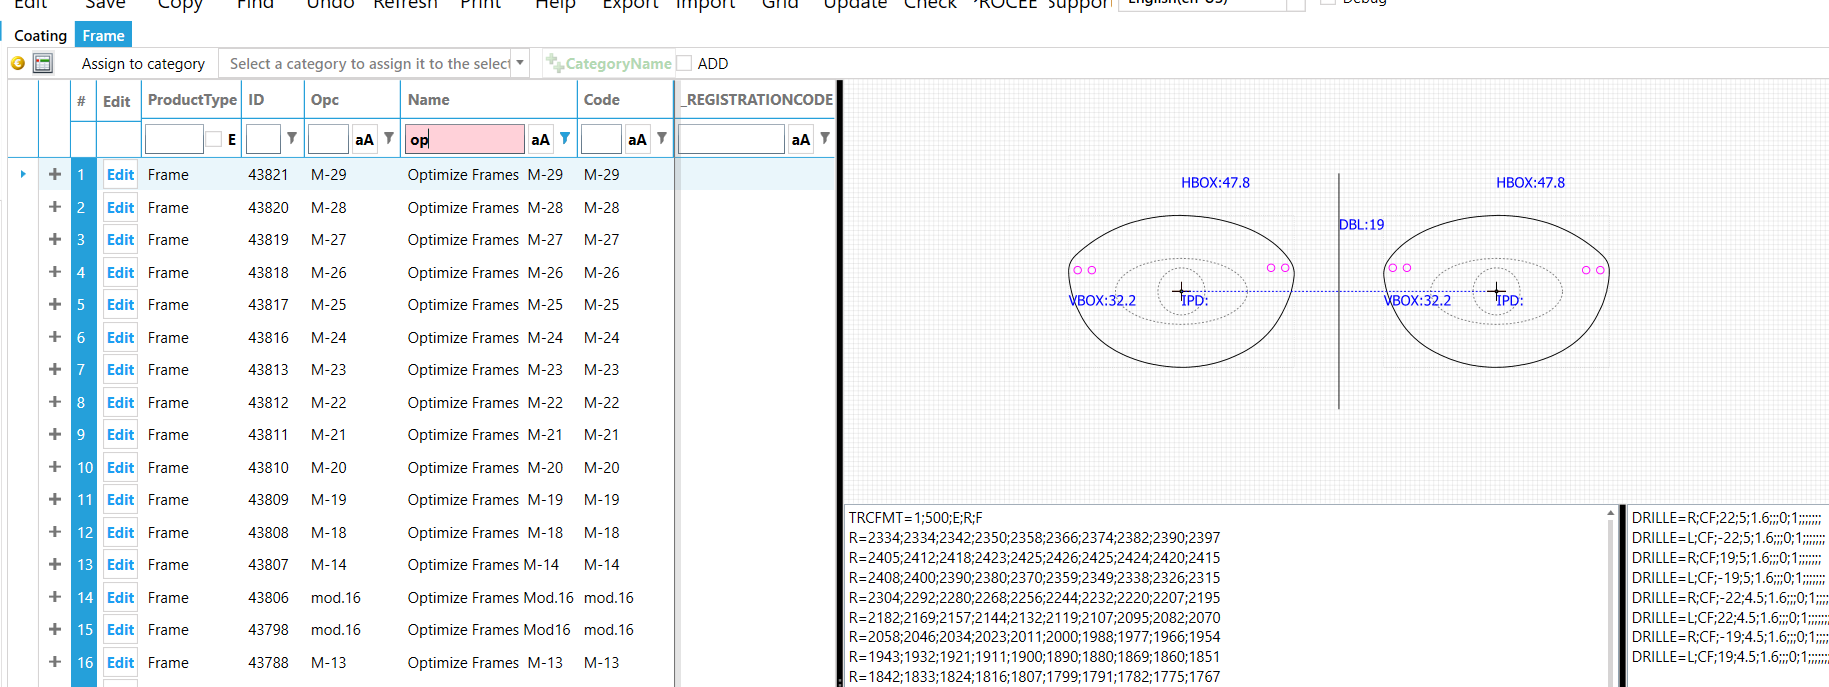 Edit Save Copy Find Undo Refresh Print Help Export Import Grid Update Check Support English(en-US) Debug
Coating Frame
Assign to category Select a category to assign it to the select CategoryName ADD
# Edit ProductType ID Opc Name Code _REGISTRATIONCODE
E aA op aA aA aA
+ 1 Edit Frame 43821 M-29 Optimize Frames M-29 M-29
+ 2 Edit Frame 43820 M-28 Optimize Frames M-28 M-28
+ 3 Edit Frame 43819 M-27 Optimize Frames M-27 M-27
+ 4 Edit Frame 43818 M-26 Optimize Frames M-26 M-26
+ 5 Edit Frame 43817 M-25 Optimize Frames M-25 M-25
+ 6 Edit Frame 43816 M-24 Optimize Frames M-24 M-24
+ 7 Edit Frame 43813 M-23 Optimize Frames M-23 M-23
+ 8 Edit Frame 43812 M-22 Optimize Frames M-22 M-22
+ 9 Edit Frame 43811 M-21 Optimize Frames M-21 M-21
+ 10 Edit Frame 43810 M-20 Optimize Frames M-20 M-20
+ 11 Edit Frame 43809 M-19 Optimize Frames M-19 M-19
+ 12 Edit Frame 43808 M-18 Optimize Frames M-18 M-18
+ 13 Edit Frame 43807 M-14 Optimize Frames M-14 M-14
+ 14 Edit Frame 43806 mod.16 Optimize Frames Mod.16 mod.16
+ 15 Edit Frame 43798 mod.16 Optimize Frames Mod16 mod.16
+ 16 Edit Frame 43788 M-13 Optimize Frames M-13 M-13
HBOX:47.8 HBOX:47.8
DBL:19
VBOX:32.2 IPD: VBOX:32.2 IPD:
TRCFMT=1;500;E;R;F
R=2334;2334;2342;2350;2358;2366;2374;2382;2390;2397
R=2405;2412;2418;2423;2425;2426;2425;2424;2420;2415
R=2408;2400;2390;2380;2370;2359;2349;2338;2326;2315
R=2304;2292;2280;2268;2256;2244;2232;2220;2207;2195
R=2182;2169;2157;2144;2132;2119;2107;2095;2082;2070
R=2058;2046;2034;2023;2011;2000;1988;1977;1966;1954
R=1943;1932;1921;1911;1900;1890;1880;1869;1860;1851
R=1842;1833;1824;1816;1807;1799;1791;1782;1775;1767
DRILLE=R;CF;22;5;1.6;;;0;1;;;;;;;
DRILLE=L;CF;-22;5;1.6;;;0;1;;;;;;;
DRILLE=R;CF;19;5;1.6;;;0;1;;;;;;;
DRILLE=L;CF;-19;5;1.6;;;0;1;;;;;;;
DRILLE=R;CF;-22;4.5;1.6;;;0;1;;;;;;;
DRILLE=L;CF;22;4.5;1.6;;;0;1;;;;;;;
DRILLE=R;CF;-19;4.5;1.6;;;0;1;;;;;;;
DRILLE=L;CF;19;4.5;1.6;;;0;1;;;;;;;